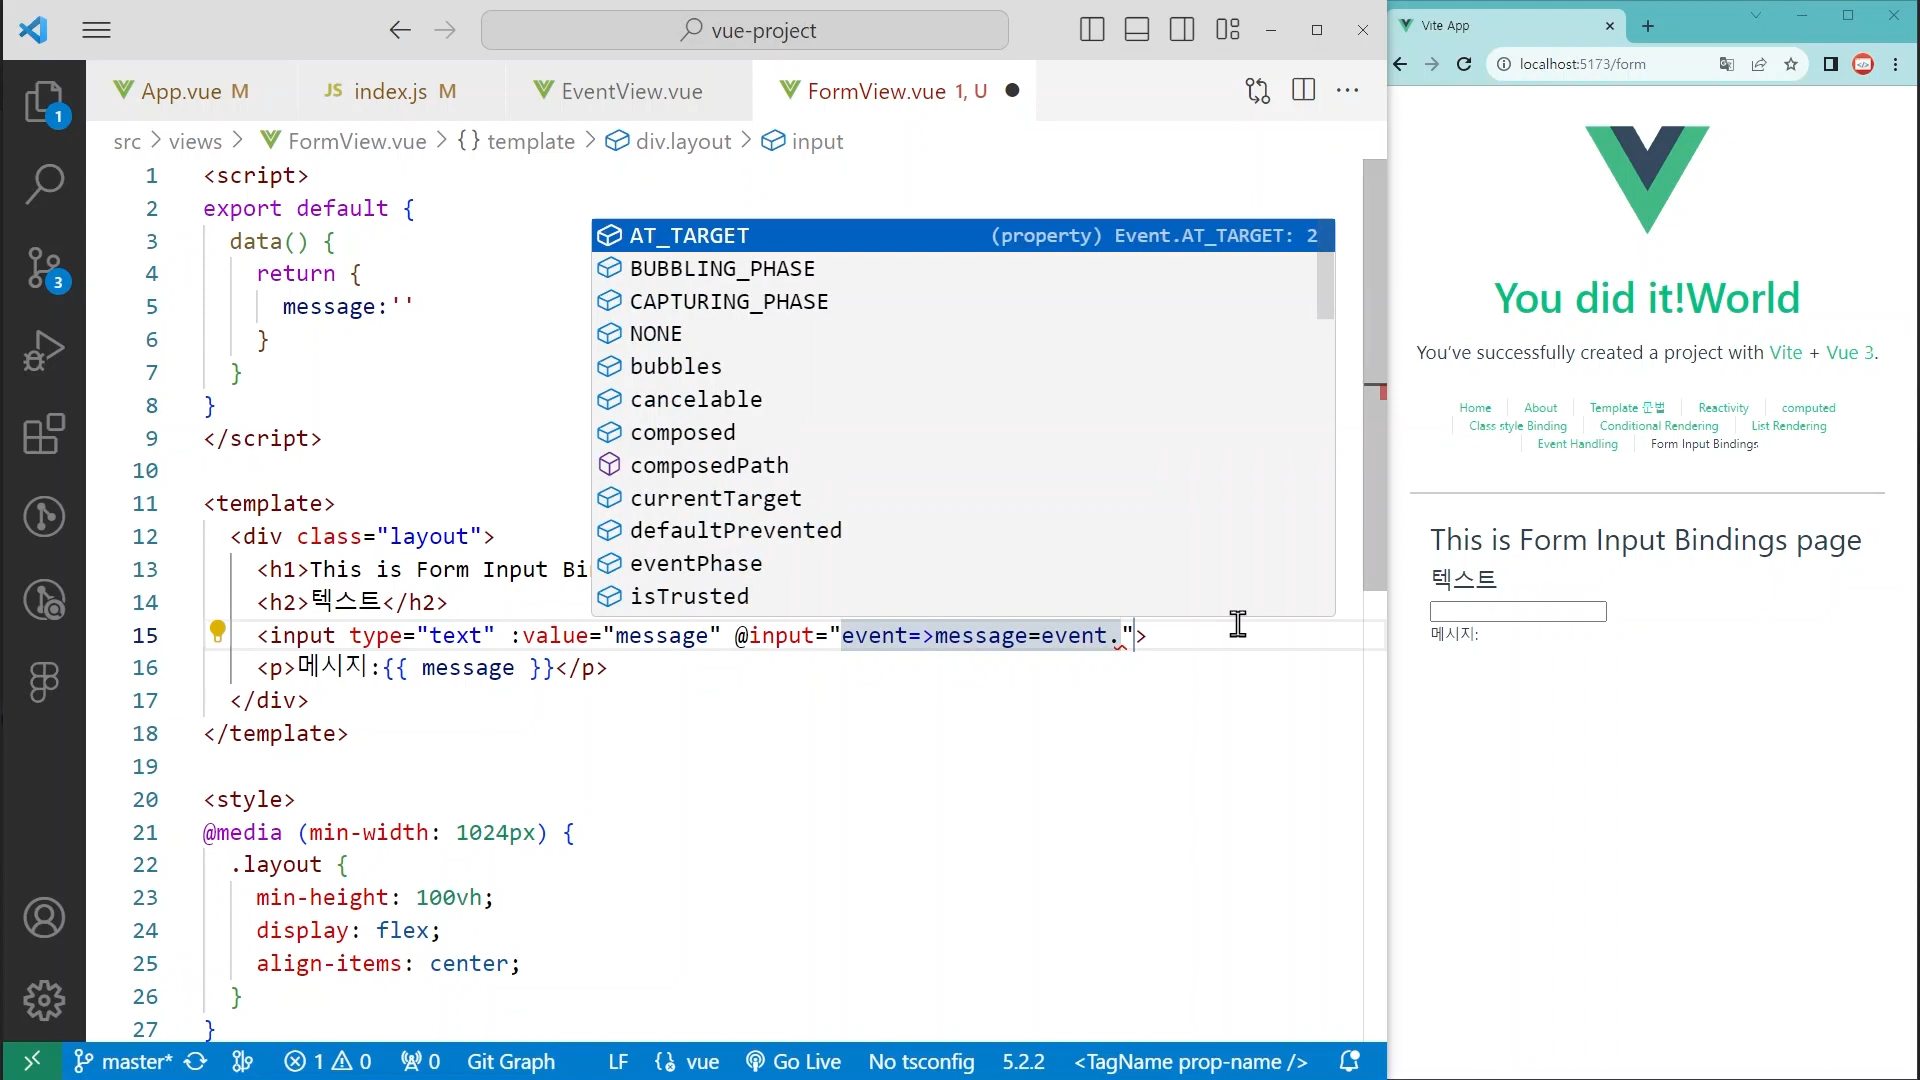 vue-project
App.vue M
JS index.js M
EventView.vue
FormView.vue 1, U
src > views > FormView.vue > {} template > div.layout > input
1 <script>
2 export default {
3 data() {
4 return {
5 message:''
6 }
7 }
8 }
9 </script>
10
11 <template>
12 <div class="layout">
13 <h1>This is Form Input Bi
14 <h2>텍스트</h2>
15 <input type="text" :value="message" @input="event=>message=event.">
16 <p>메시지:{{ message }}</p>
17 </div>
18 </template>
19
20 <style>
21 @media (min-width: 1024px) {
22 .layout {
23 min-height: 100vh;
24 display: flex;
25 align-items: center;
26 }
27 }
AT_TARGET (property) Event.AT_TARGET: 2
BUBBLING_PHASE
CAPTURING_PHASE
NONE
bubbles
cancelable
composed
composedPath
currentTarget
defaultPrevented
eventPhase
isTrusted
1
3
master* 1 0 0 Git Graph LF vue Go Live No tsconfig 5.2.2 <TagName prop-name />
Vite App
localhost:5173/form
You did it!World
You've successfully created a project with Vite + Vue 3.
Home About Template 문법 Reactivity computed
Class style Binding Conditional Rendering List Rendering
Event Handling Form Input Bindings
This is Form Input Bindings page
텍스트
메시지: